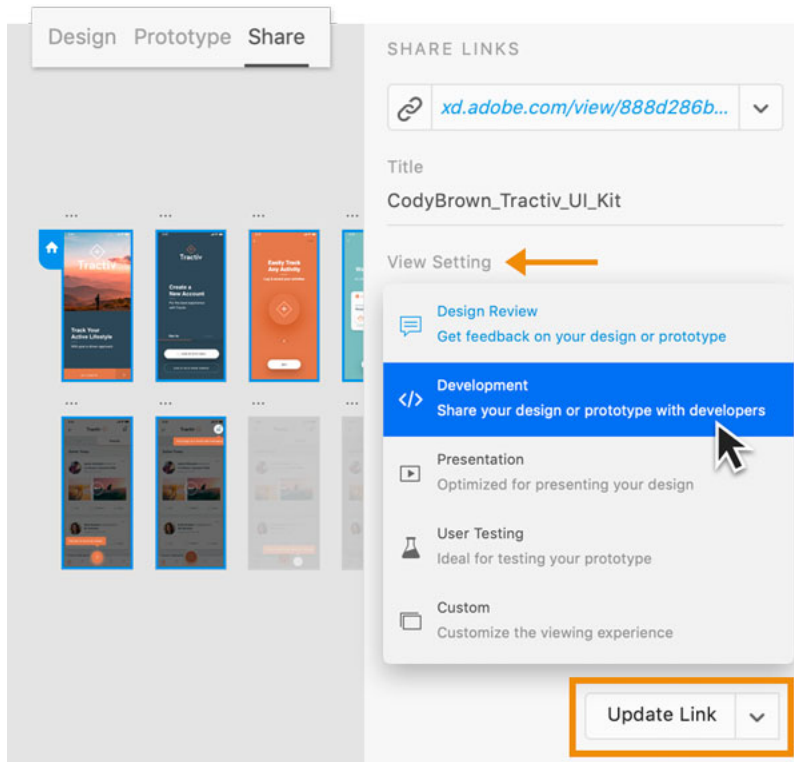 Design Prototype Share
SHARE LINKS
xd.adobe.com/view/888d286b...
Title
CodyBrown_Tractiv_UI_Kit
View Setting
Design Review
Get feedback on your design or prototype
Development
Share your design or prototype with developers
Presentation
Optimized for presenting your design
User Testing
Ideal for testing your prototype
Custom
Customize the viewing experience
Update Link
...
...
...
...
Tractiv
Track Your
Active Lifestyle
Tractiv
Create a
New Account
Easily Track
Any Activity
...
...
...
...